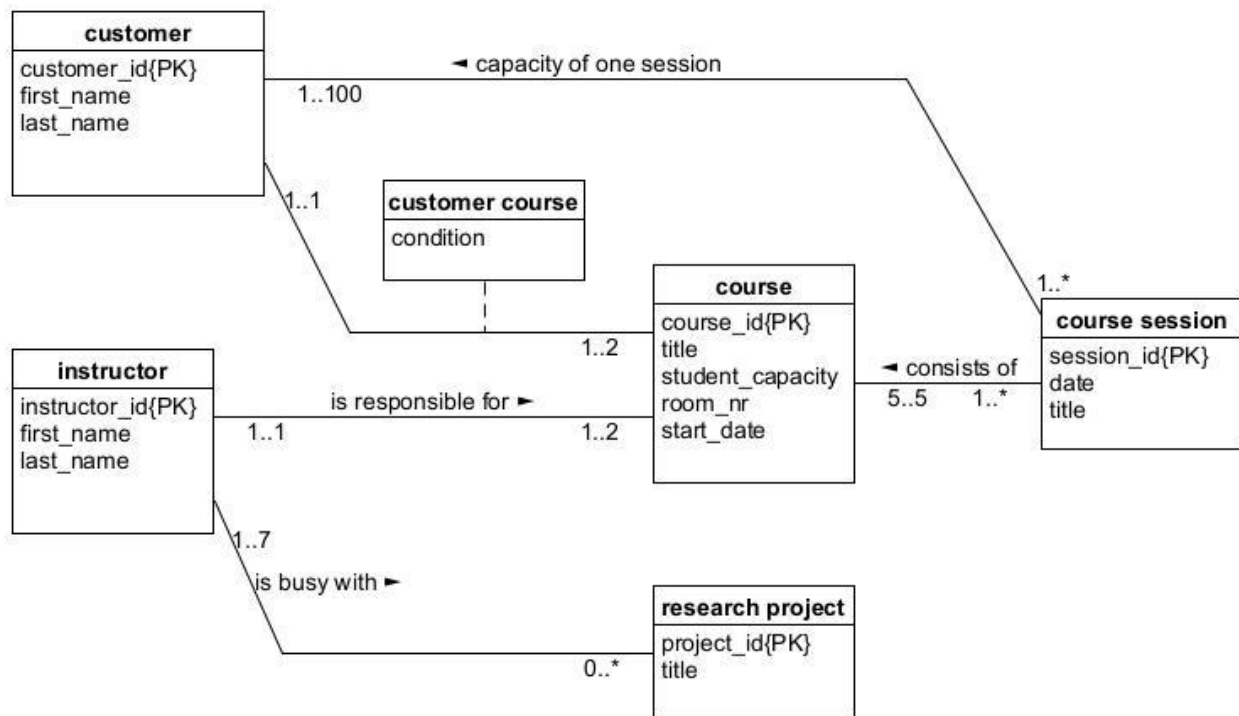 customer
customer_id{PK}
first_name
last_name
◄ capacity of one session
1..100
1..*
1..1
customer course
condition
1..2
course
course_id{PK}
title
student_capacity
room_nr
start_date
course session
session_id{PK}
date
title
◄ consists of
5..5
1..*
instructor
instructor_id{PK}
first_name
last_name
is responsible for ►
1..1
1..2
1..7
is busy with ►
0..*
research project
project_id{PK}
title